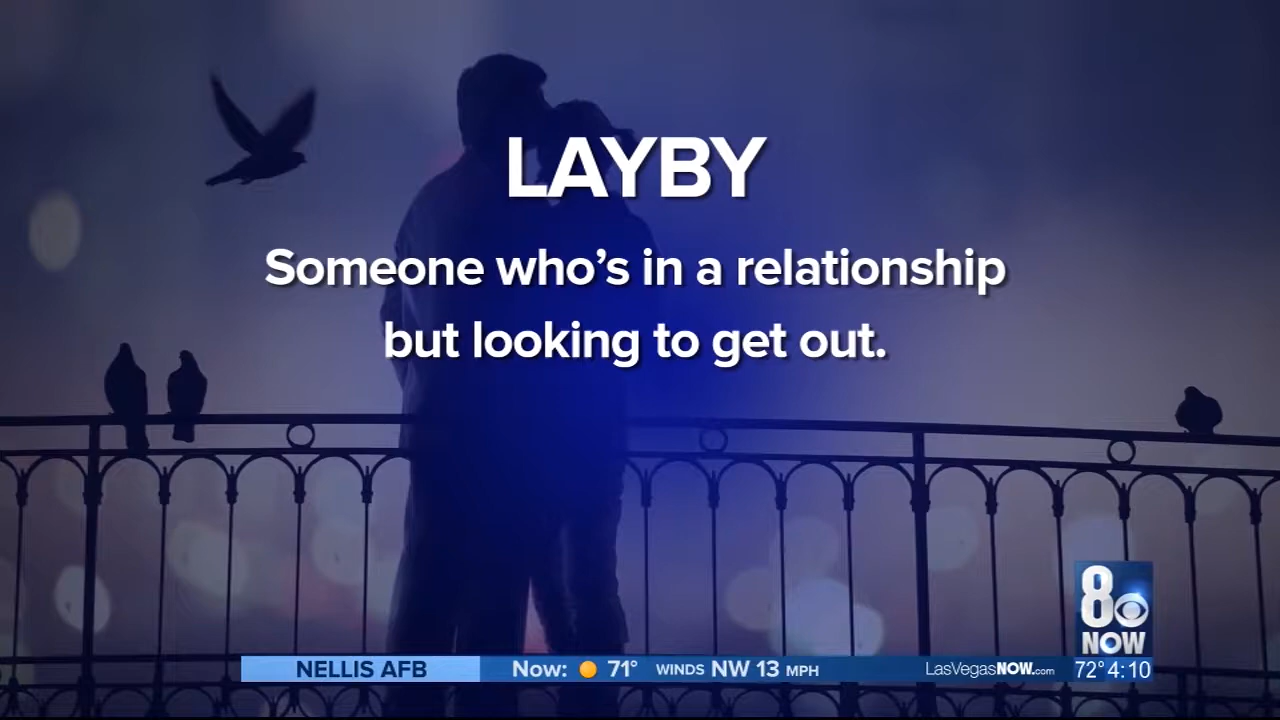 LAYBY
Someone who's in a relationship
but looking to get out.
8
NOW
NELLIS AFB Now: 71° WINDS NW 13 MPH LasVegasNOW.com 72° 4:10